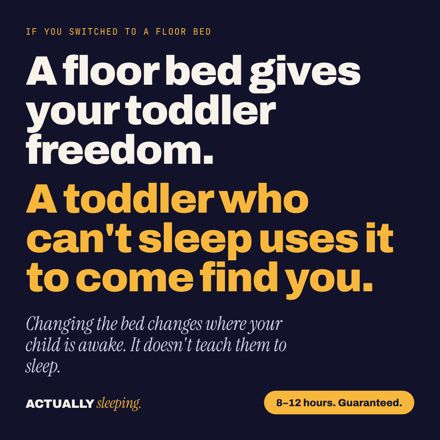 IF YOU SWITCHED TO A FLOOR BED
A floor bed gives
your toddler
freedom.
A toddler who
can't sleep uses it
to come find you.
Changing the bed changes where your
child is awake. It doesn't teach them to
sleep.
ACTUALLY sleeping.
8–12 hours. Guaranteed.